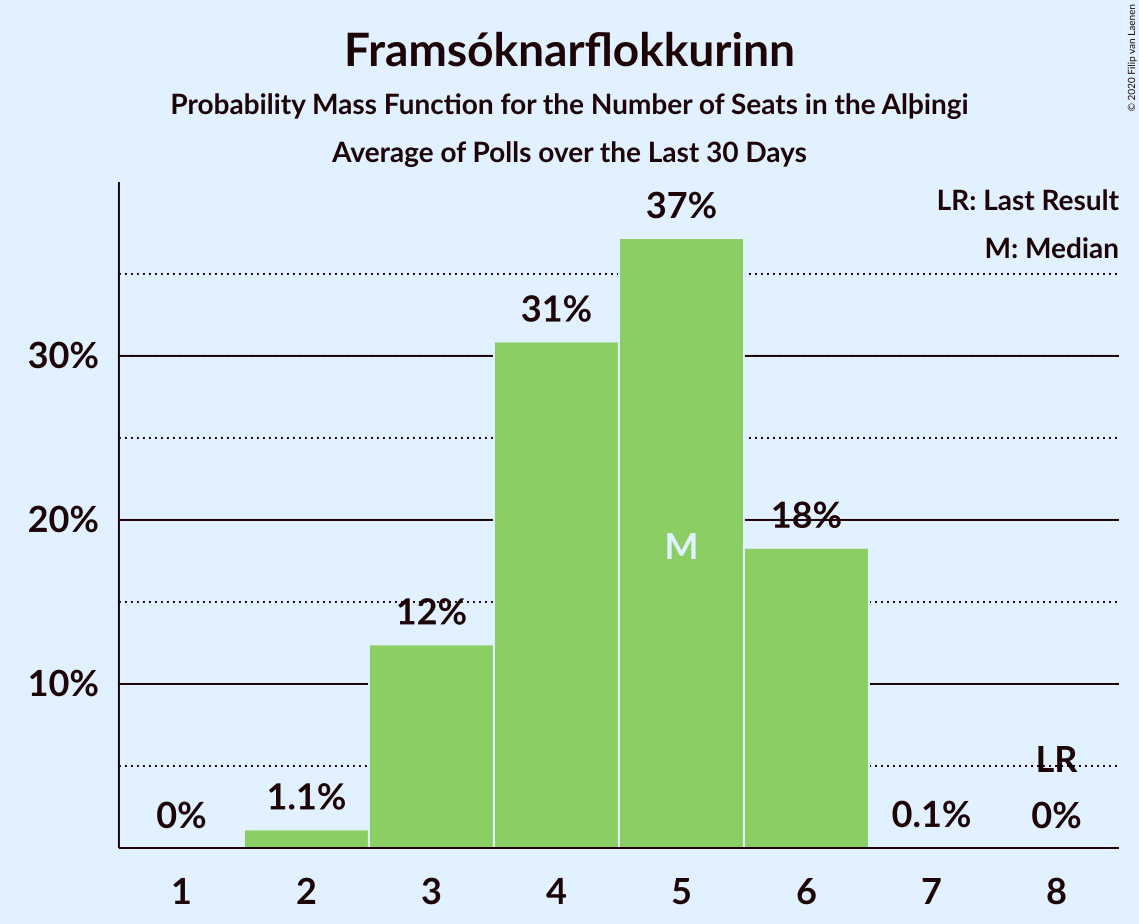 Framsóknarflokkurinn
Probability Mass Function for the Number of Seats in the Alþingi
Average of Polls over the Last 30 Days
© 2020 Filip van Laenen
LR: Last Result
M: Median
37%
31%
30%
20%
18%
M
12%
10%
LR
1.1%
0%
0.1%
0%
1 2 3 4 5 6 7 8